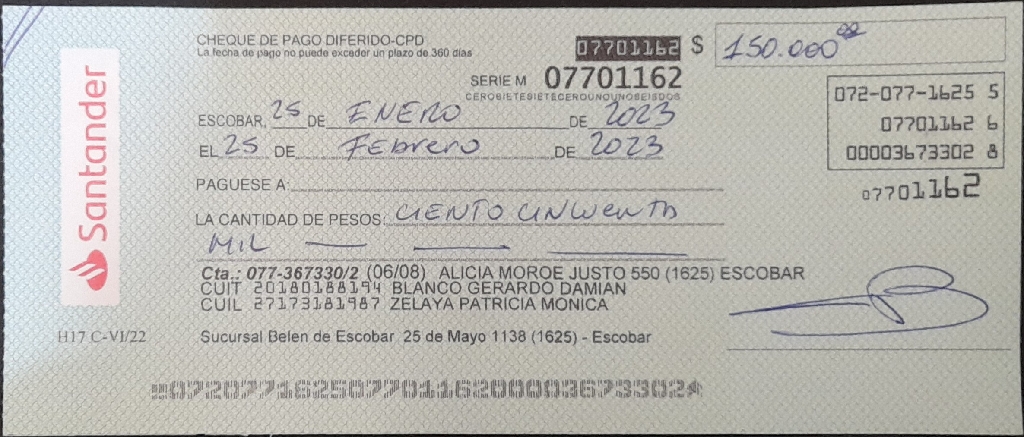 Santander
CHEQUE DE PAGO DIFERIDO-CPD
La fecha de pago no puede exceder un plazo de 360 días
07701162 $ 150.000 00
SERIE M 07701162
CEROSIETESIETECEROUNOUNOSEISDOS
072-077-1625 5
07701162 6
00003673302 8
07701162
ESCOBAR, 25 DE ENERO DE 2023
EL 25 DE FEbrero DE 2023
PAGUESE A:
LA CANTIDAD DE PESOS: CIENTO CINCUENTA
MIL
Cta.: 077-367330/2 (06/08) ALICIA MOROE JUSTO 550 (1625) ESCOBAR
CUIT 20180188194 BLANCO GERARDO DAMIAN
CUIL 27173181987 ZELAYA PATRICIA MONICA
H17 C-VI/22
Sucursal Belen de Escobar 25 de Mayo 1138 (1625) - Escobar
07207716250770116200003673302